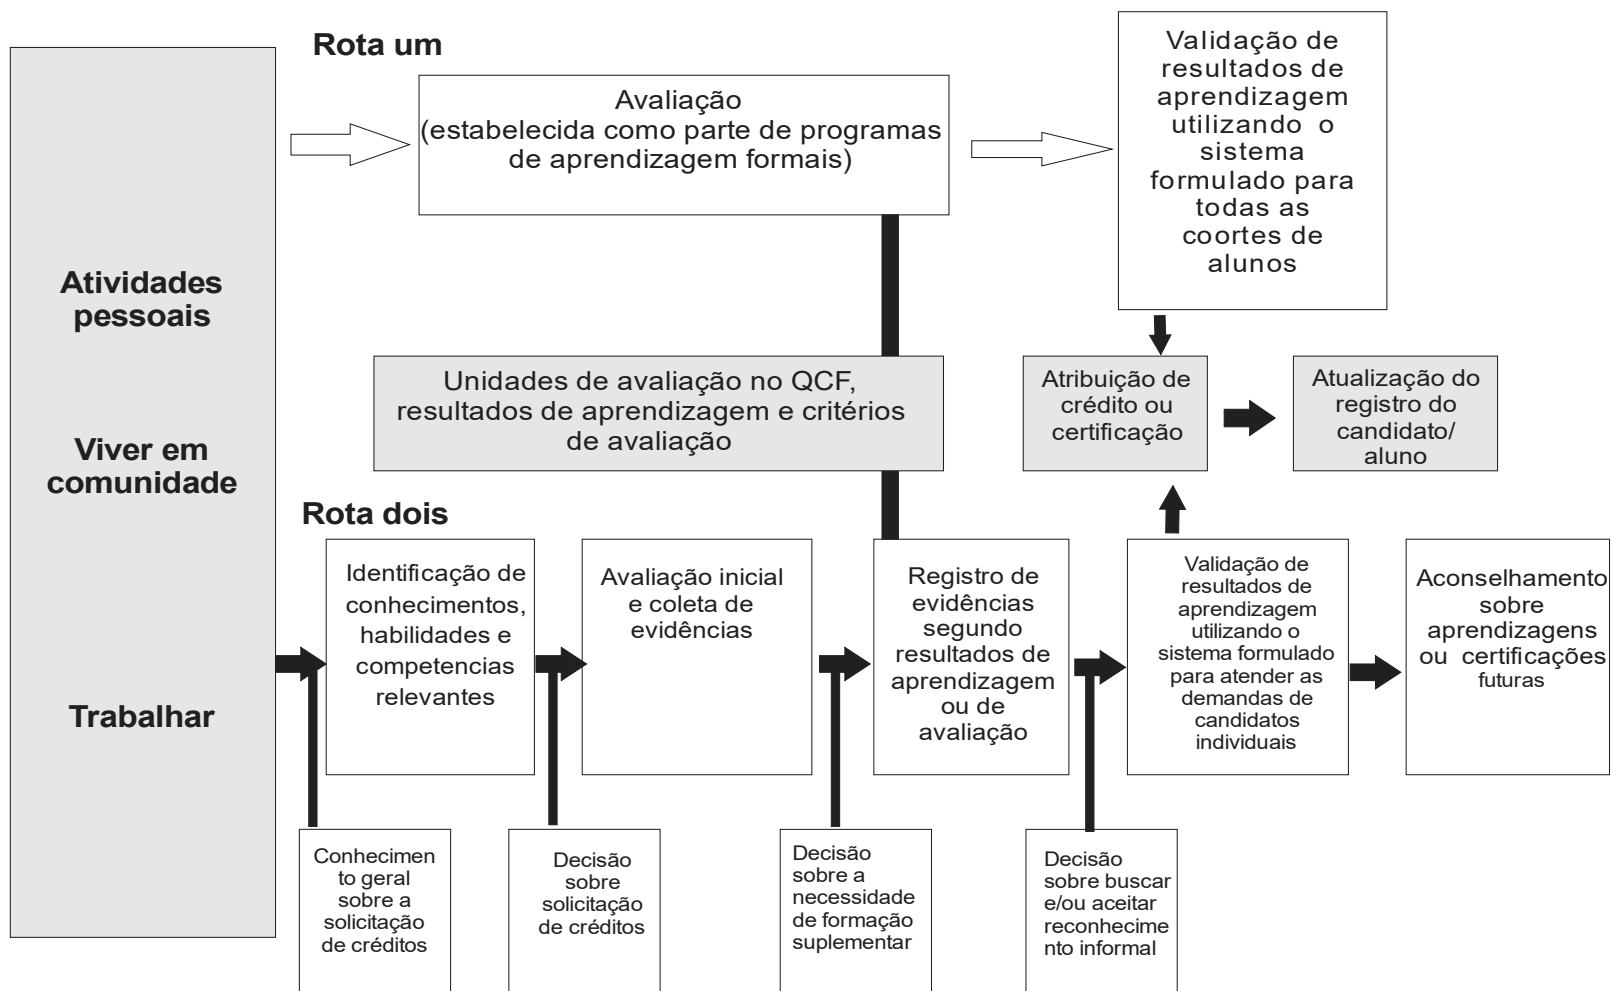 Rota um
Avaliação
(estabelecida como parte de programas
de aprendizagem formais)
Validação de
resultados de
aprendizagem
utilizando o
sistema
formulado para
todas as
coortes de
alunos
Atividades
pessoais
Viver em
comunidade
Trabalhar
Unidades de avaliação no QCF,
resultados de aprendizagem e critérios
de avaliação
Atribuição de
crédito ou
certificação
Atualização do
registro do
candidato/
aluno
Rota dois
Identificação de
conhecimentos,
habilidades e
competencias
relevantes
Avaliação inicial
e coleta de
evidências
Registro de
evidências
segundo
resultados de
aprendizagem
ou de
avaliação
Validação de
resultados de
aprendizagem
utilizando o
sistema formulado
para atender as
demandas de
candidatos
individuais
Aconselhamento
sobre
aprendizagens
ou certificações
futuras
Conhecimen
to geral
sobre a
solicitação
de créditos
Decisão
sobre
solicitação
de créditos
Decisão
sobre a
necessidade
de formação
suplementar
Decisão
sobre buscar
e/ou aceitar
reconhecime
nto informal